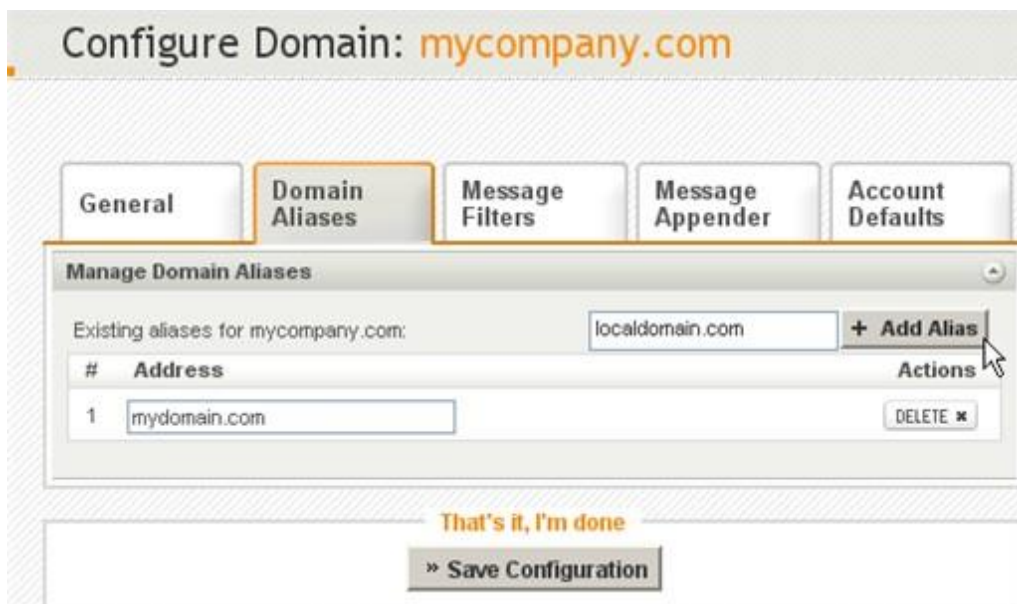 Configure Domain: mycompany.com
General
Domain Aliases
Message Filters
Message Appender
Account Defaults
Manage Domain Aliases
Existing aliases for mycompany.com:
localdomain.com
+ Add Alias
# Address Actions
1 mydomain.com DELETE ×
That's it, I'm done
» Save Configuration